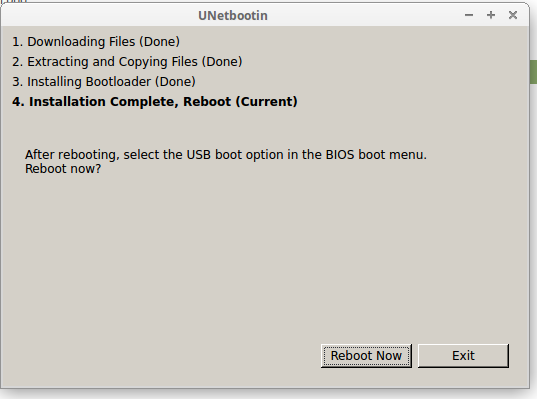 UNetbootin
1. Downloading Files (Done)
2. Extracting and Copying Files (Done)
3. Installing Bootloader (Done)
4. Installation Complete, Reboot (Current)
After rebooting, select the USB boot option in the BIOS boot menu.
Reboot now?
Reboot Now Exit